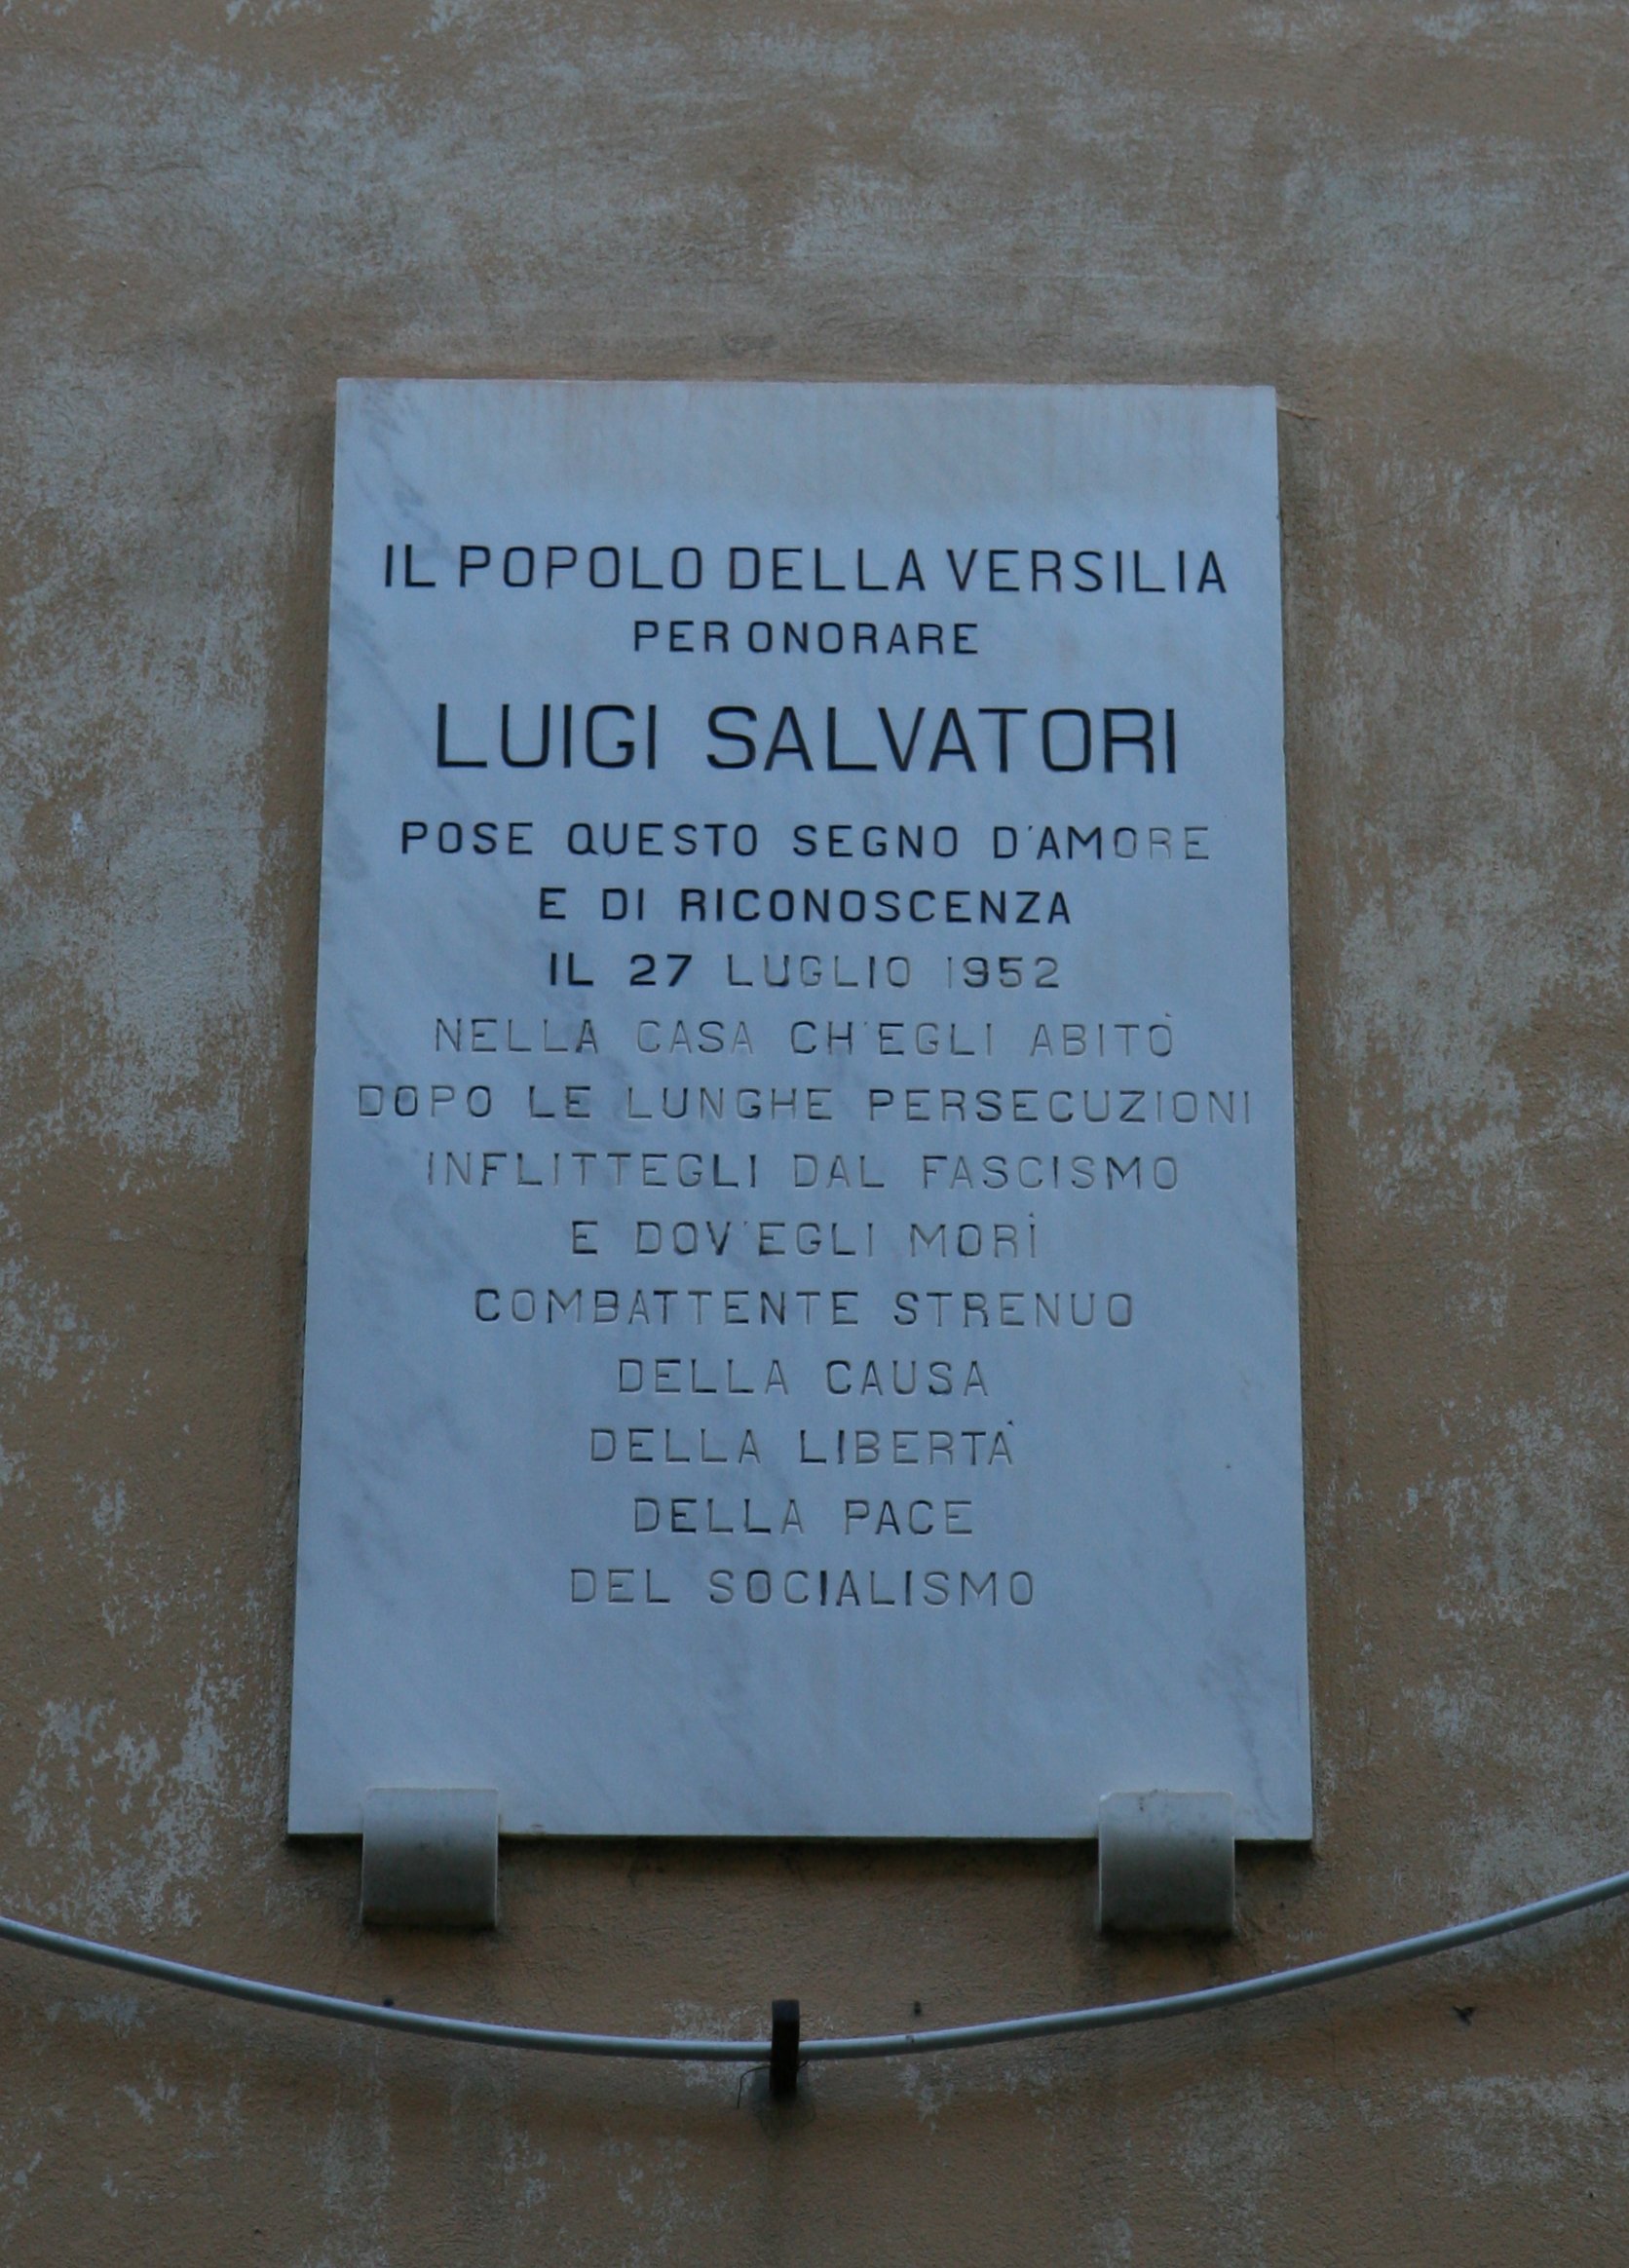 IL POPOLO DELLA VERSILIA
PER ONORARE
LUIGI SALVATORI
POSE QUESTO SEGNO D'AMORE
E DI RICONOSCENZA
IL 27 LUGLIO 1952
NELLA CASA CH'EGLI ABITÒ
DOPO LE LUNGHE PERSECUZIONI
INFLITTEGLI DAL FASCISMO
E DOV'EGLI MORÌ
COMBATTENTE STRENUO
DELLA CAUSA
DELLA LIBERTÀ
DELLA PACE
DEL SOCIALISMO